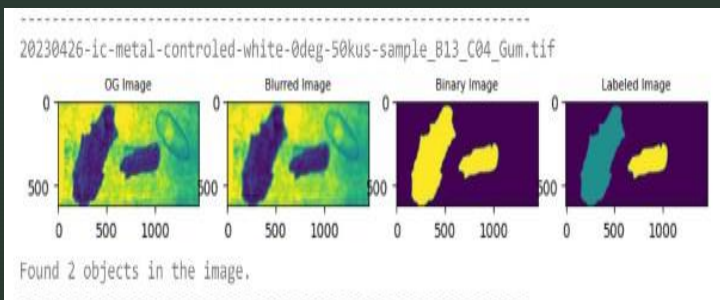 20230426-ic-metal-controled-white-0deg-50kus-sample_B13_C04_Gum.tif
OG Image Blurred Image Binary Image Labeled Image
0 0 0 0
500 500 500 500
0 500 1000 0 500 1000 0 500 1000 0 500 1000
Found 2 objects in the image.